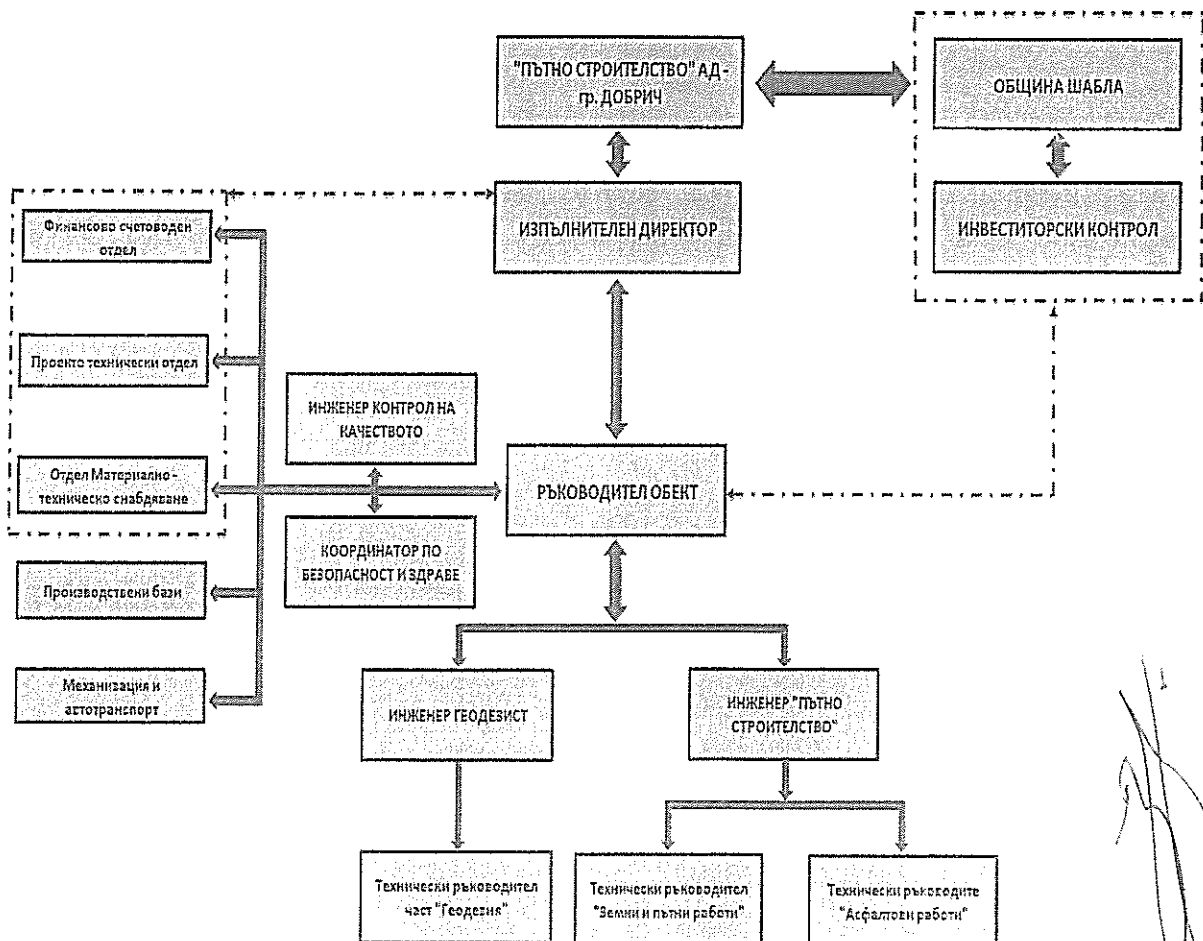 "ПЪТНО СТРОИТЕЛСТВО" АД -
гр. ДОБРИЧ
ОБЩИНА ШАБЛА
ИЗПЪЛНИТЕЛЕН ДИРЕКТОР
ИНВЕСТИТОРСКИ КОНТРОЛ
Финансово счетоводен
отдел
Проекто технически отдел
ИНЖЕНЕР КОНТРОЛ НА
КАЧЕСТВОТО
Отдел Материално -
техническо снабдяване
РЪКОВОДИТЕЛ ОБЕКТ
КООРДИНАТОР ПО
БЕЗОПАСНОСТ И ЗДРАВЕ
Производствени бази
Механизация и
автотранспорт
ИНЖЕНЕР ГЕОДЕЗИСТ
ИНЖЕНЕР "ПЪТНО
СТРОИТЕЛСТВО"
Технически ръководител
част "Геодезия"
Технически ръководител
"Земни и пътни работи"
Технически ръководите
"Асфалтови работи"